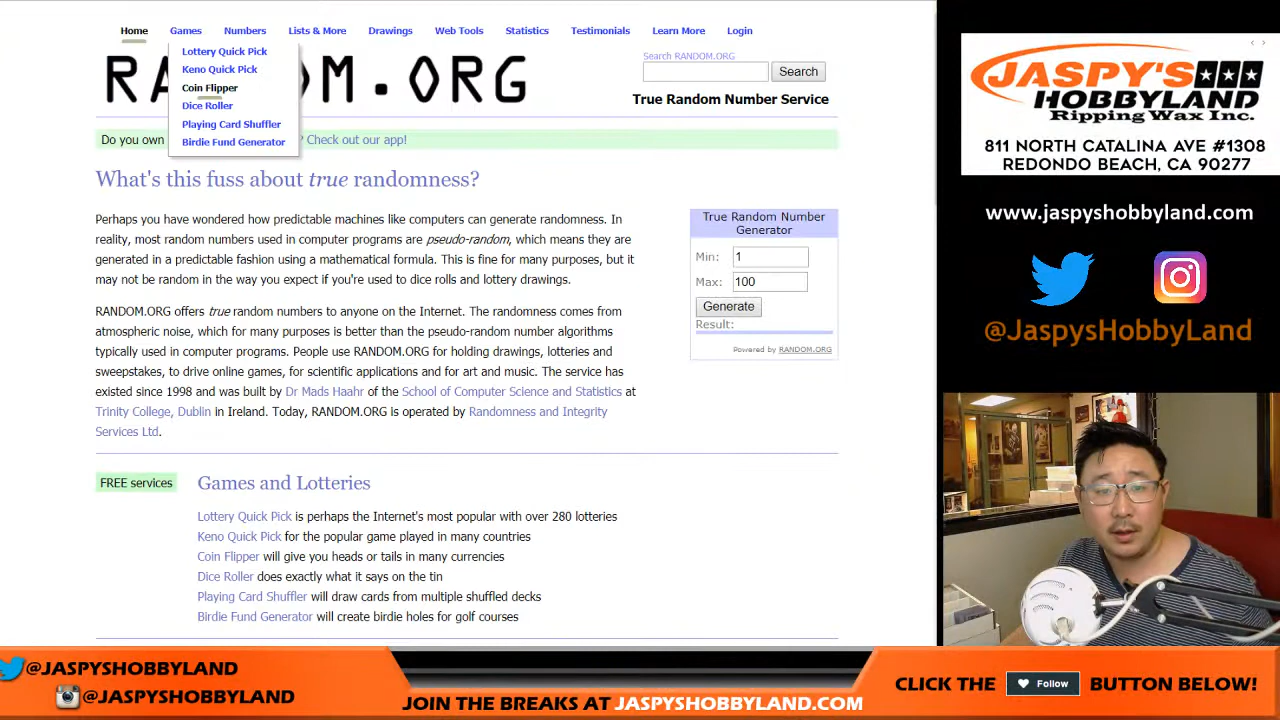 Home Games Numbers Lists & More Drawings Web Tools Statistics Testimonials Learn More Login
Lottery Quick Pick
Keno Quick Pick
Coin Flipper
Dice Roller
Playing Card Shuffler
Birdie Fund Generator
RANDOM.ORG
Search RANDOM.ORG
Search
True Random Number Service
Do you own ? Check out our app!
What's this fuss about true randomness?
Perhaps you have wondered how predictable machines like computers can generate randomness. In
reality, most random numbers used in computer programs are pseudo-random, which means they are
generated in a predictable fashion using a mathematical formula. This is fine for many purposes, but it
may not be random in the way you expect if you're used to dice rolls and lottery drawings.
RANDOM.ORG offers true random numbers to anyone on the Internet. The randomness comes from
atmospheric noise, which for many purposes is better than the pseudo-random number algorithms
typically used in computer programs. People use RANDOM.ORG for holding drawings, lotteries and
sweepstakes, to drive online games, for scientific applications and for art and music. The service has
existed since 1998 and was built by Dr Mads Haahr of the School of Computer Science and Statistics at
Trinity College, Dublin in Ireland. Today, RANDOM.ORG is operated by Randomness and Integrity
Services Ltd.
True Random Number
Generator
Min: 1
Max: 100
Generate
Result:
Powered by RANDOM.ORG
FREE services
Games and Lotteries
Lottery Quick Pick is perhaps the Internet's most popular with over 280 lotteries
Keno Quick Pick for the popular game played in many countries
Coin Flipper will give you heads or tails in many currencies
Dice Roller does exactly what it says on the tin
Playing Card Shuffler will draw cards from multiple shuffled decks
Birdie Fund Generator will create birdie holes for golf courses
JASPY'S
HOBBYLAND
Ripping Wax Inc.
811 NORTH CATALINA AVE #1308
REDONDO BEACH, CA 90277
www.jaspyshobbyland.com
@JaspysHobbyLand
@JASPYSHOBBYLAND
@JASPYSHOBBYLAND
JOIN THE BREAKS AT JASPYSHOBBYLAND.COM
CLICK THE Follow BUTTON BELOW!